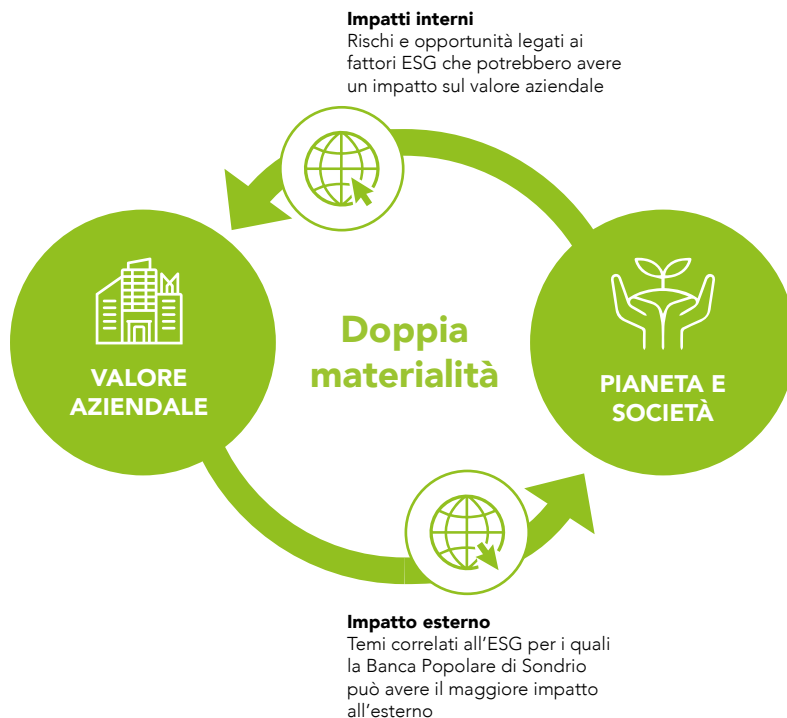 Impatti interni
Rischi e opportunità legati ai
fattori ESG che potrebbero avere
un impatto sul valore aziendale
VALORE
AZIENDALE
Doppia
materialità
PIANETA E
SOCIETÀ
Impatto esterno
Temi correlati all’ESG per i quali
la Banca Popolare di Sondrio
può avere il maggiore impatto
all’esterno